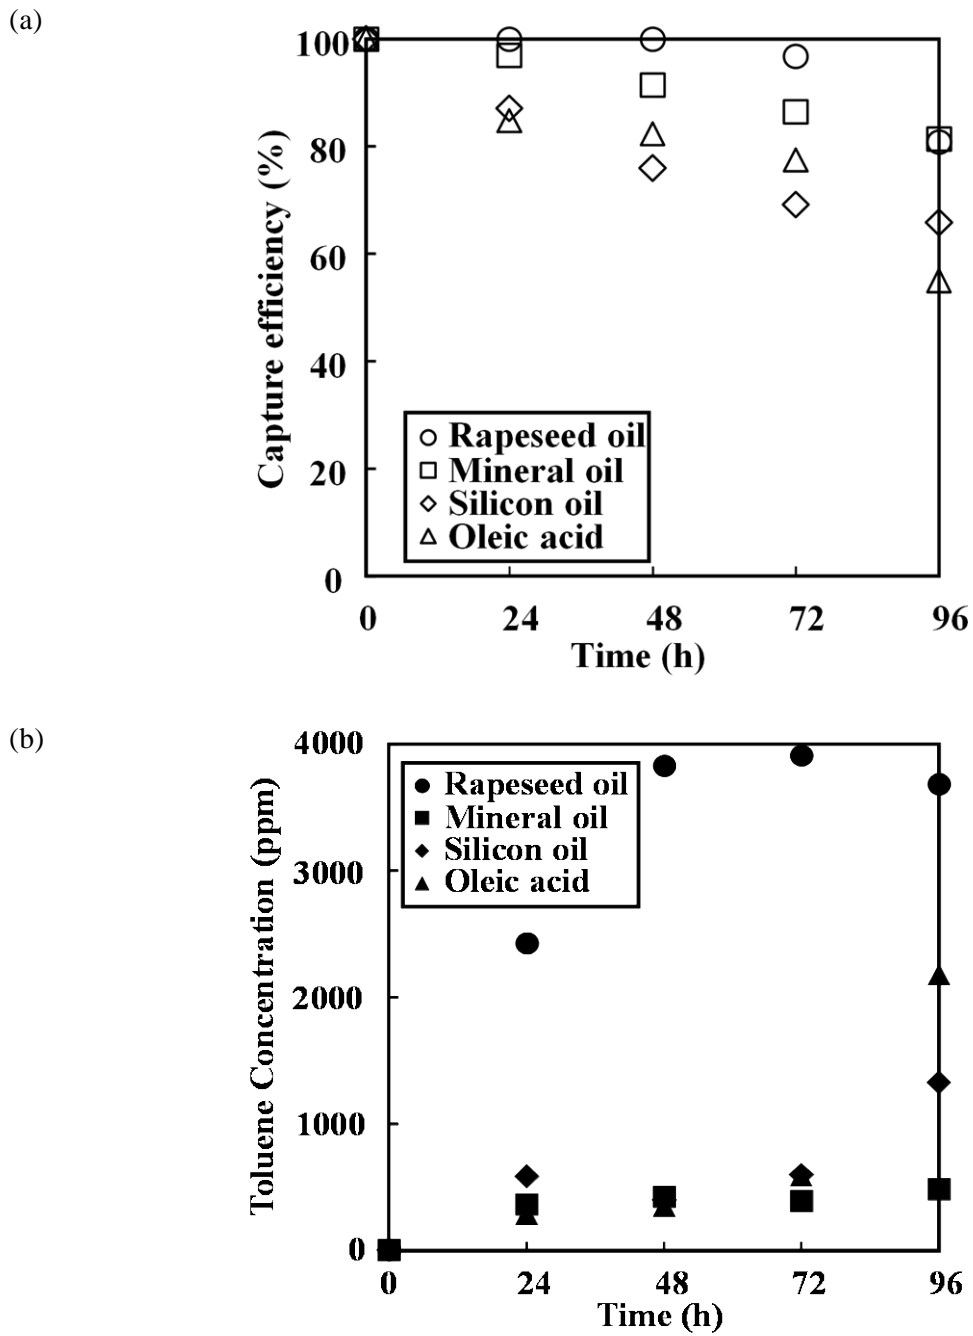 (a)
100
80
60
40
20
0
Capture efficiency (%)
Rapeseed oil
Mineral oil
Silicon oil
Oleic acid
0 24 48 72 96
Time (h)
(b)
4000
3000
2000
1000
0
Toluene Concentration (ppm)
Rapeseed oil
Mineral oil
Silicon oil
Oleic acid
0 24 48 72 96
Time (h)